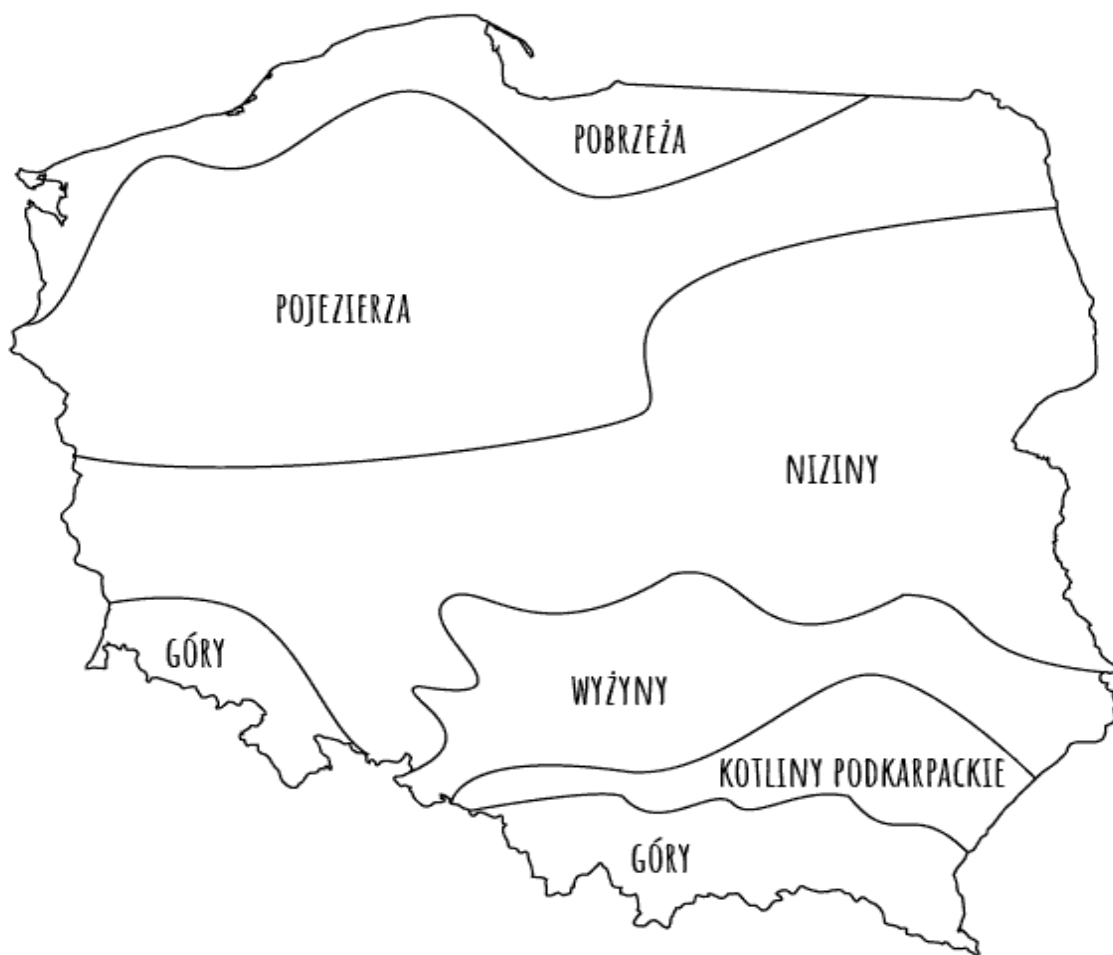 POBRZEŻA
POJEZIERZA
NIZINY
GÓRY
WYŻYNY
KOTLINY PODKARPACKIE
GÓRY